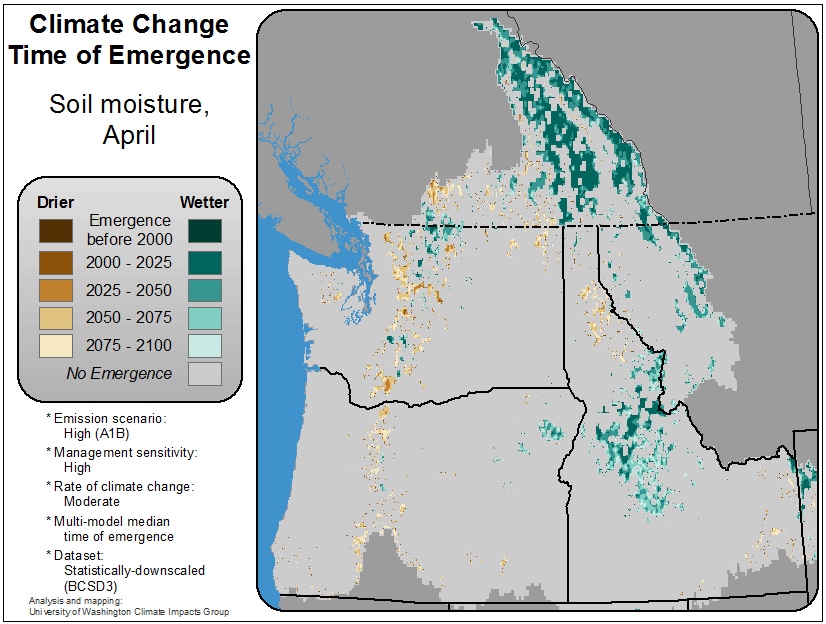 Climate Change
Time of Emergence
Soil moisture,
April
Drier
Wetter
Emergence
before 2000
2000 - 2025
2025 - 2050
2050 - 2075
2075 - 2100
No Emergence
* Emission scenario:
High (A1B)
* Management sensitivity:
High
* Rate of climate change:
Moderate
* Multi-model median
time of emergence
* Dataset:
Statistically-downscaled
(BCSD3)
Analysis and mapping:
University of Washington Climate Impacts Group